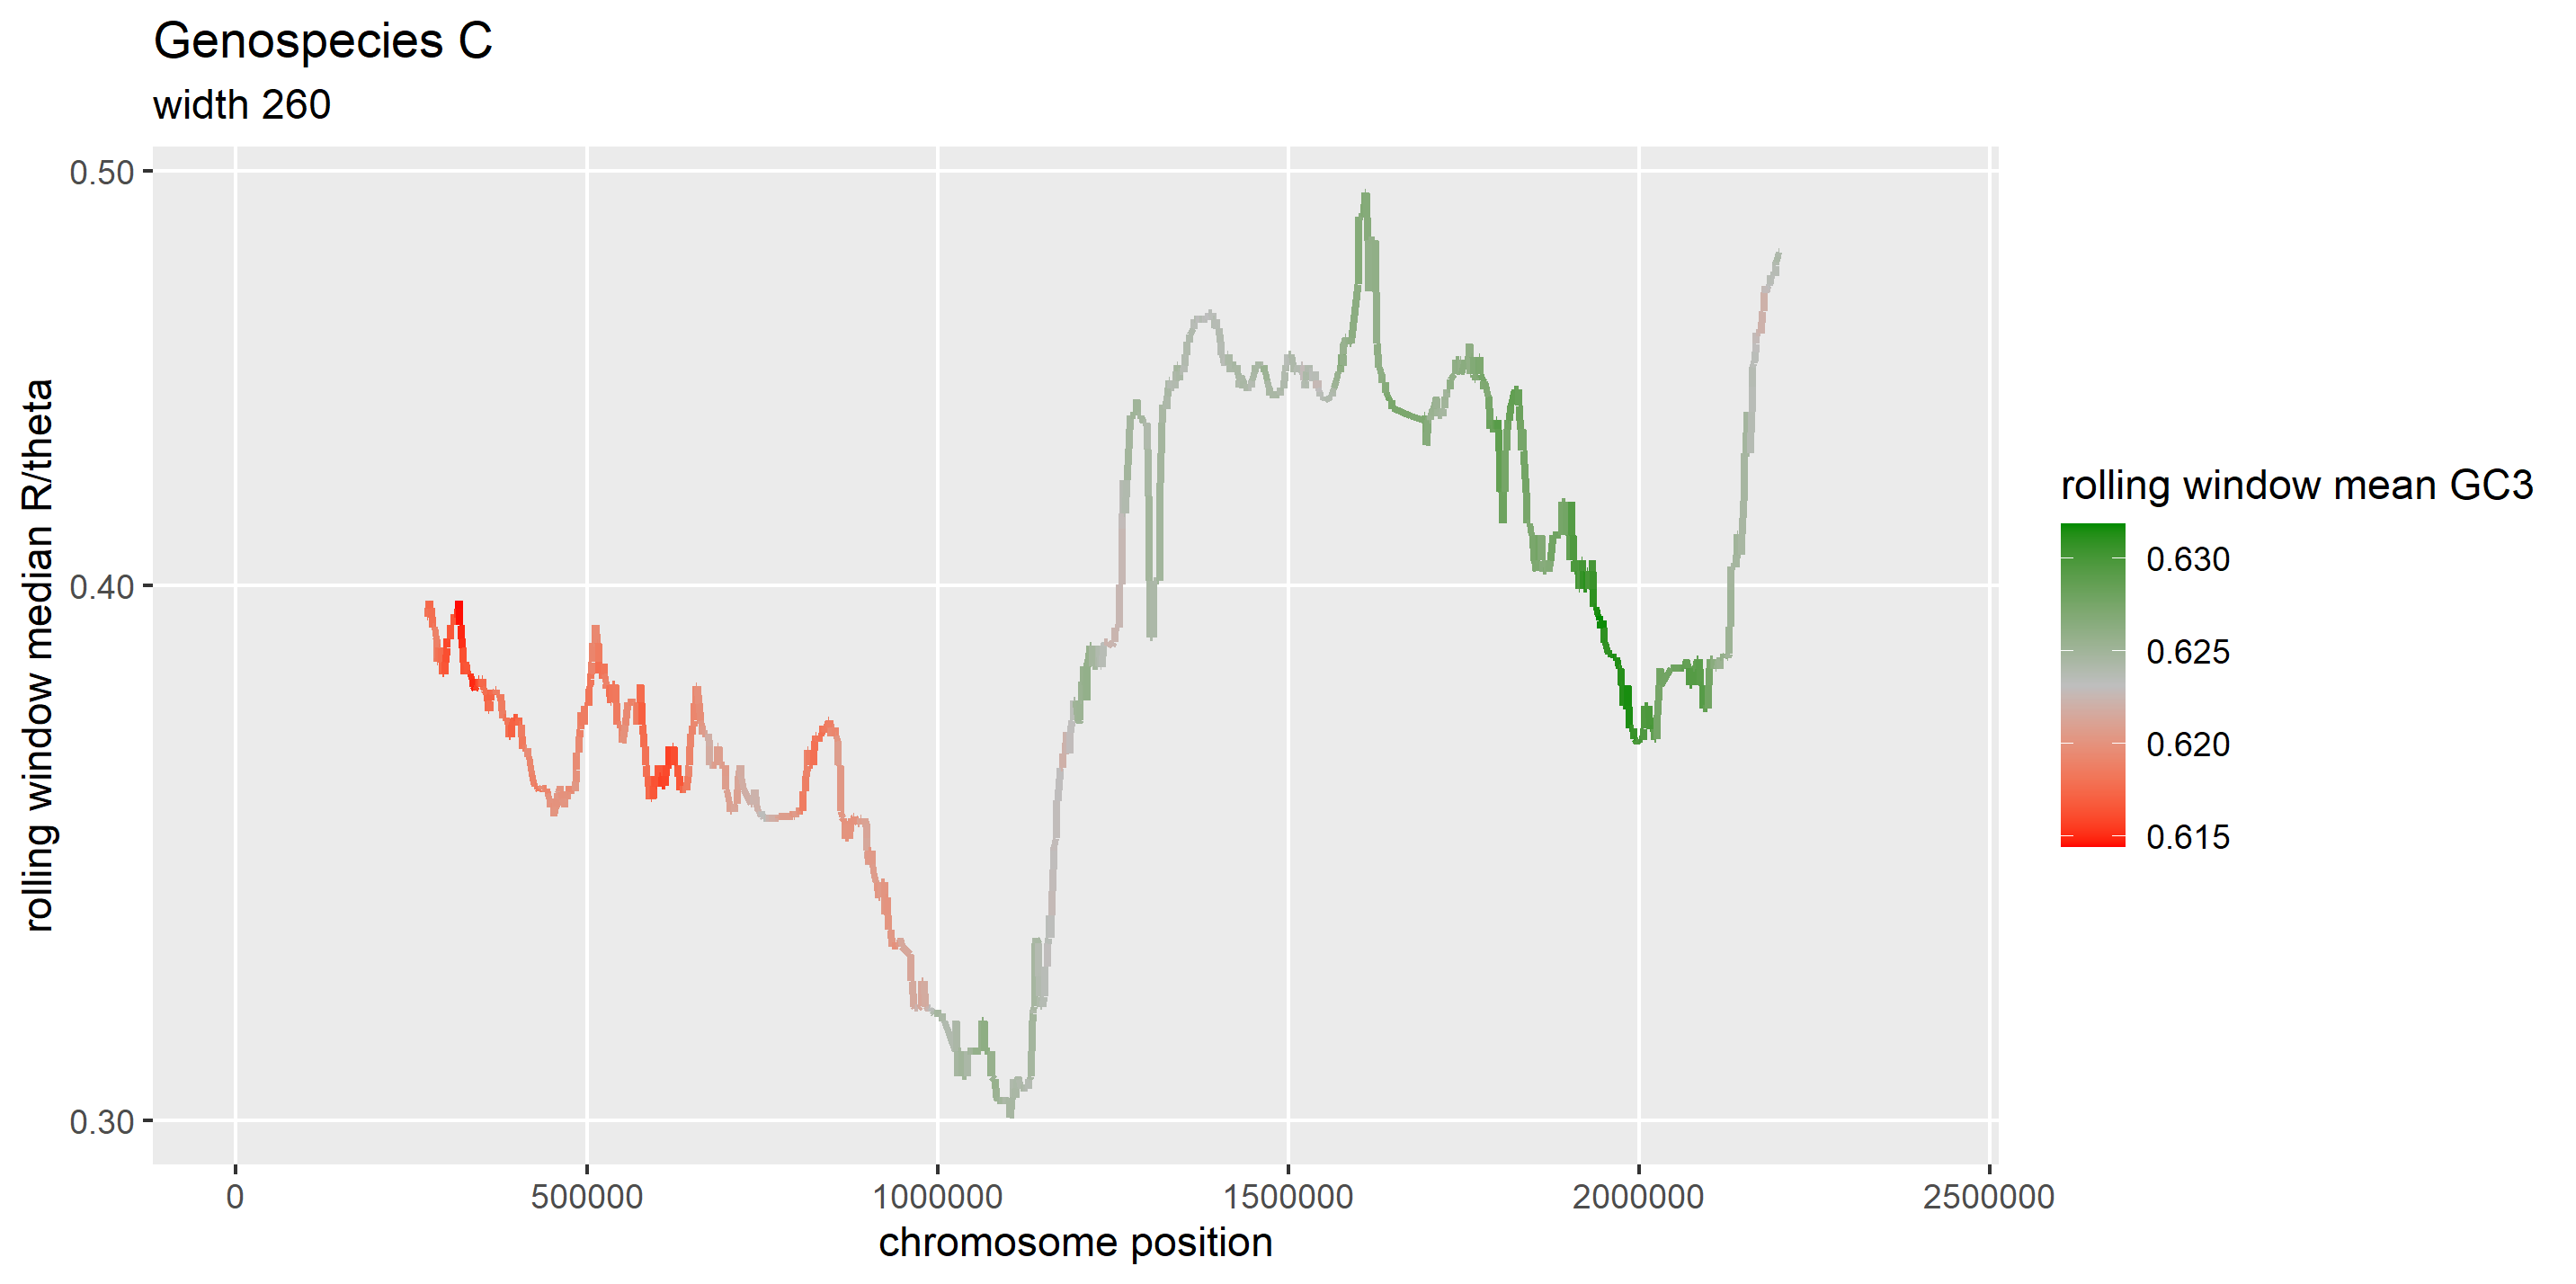 Genospecies C
width 260
0.50
0.40
0.30
rolling window median R/theta
0
500000
1000000
1500000
2000000
2500000
chromosome position
rolling window mean GC3
0.630
0.625
0.620
0.615